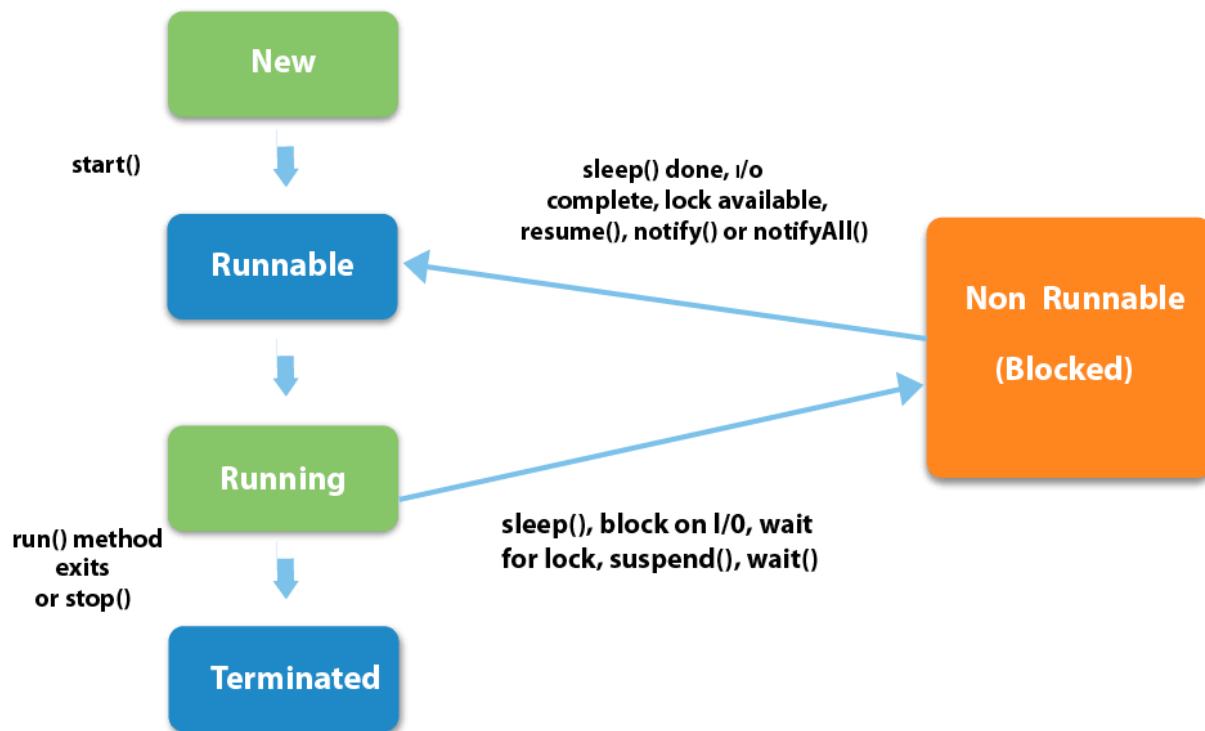 New
start()
sleep() done, ı/o
complete, lock available,
resume(), notify() or notifyAll()
Runnable
Non Runnable
(Blocked)
Running
sleep(), block on l/0, wait
for lock, suspend(), wait()
run() method
exits
or stop()
Terminated